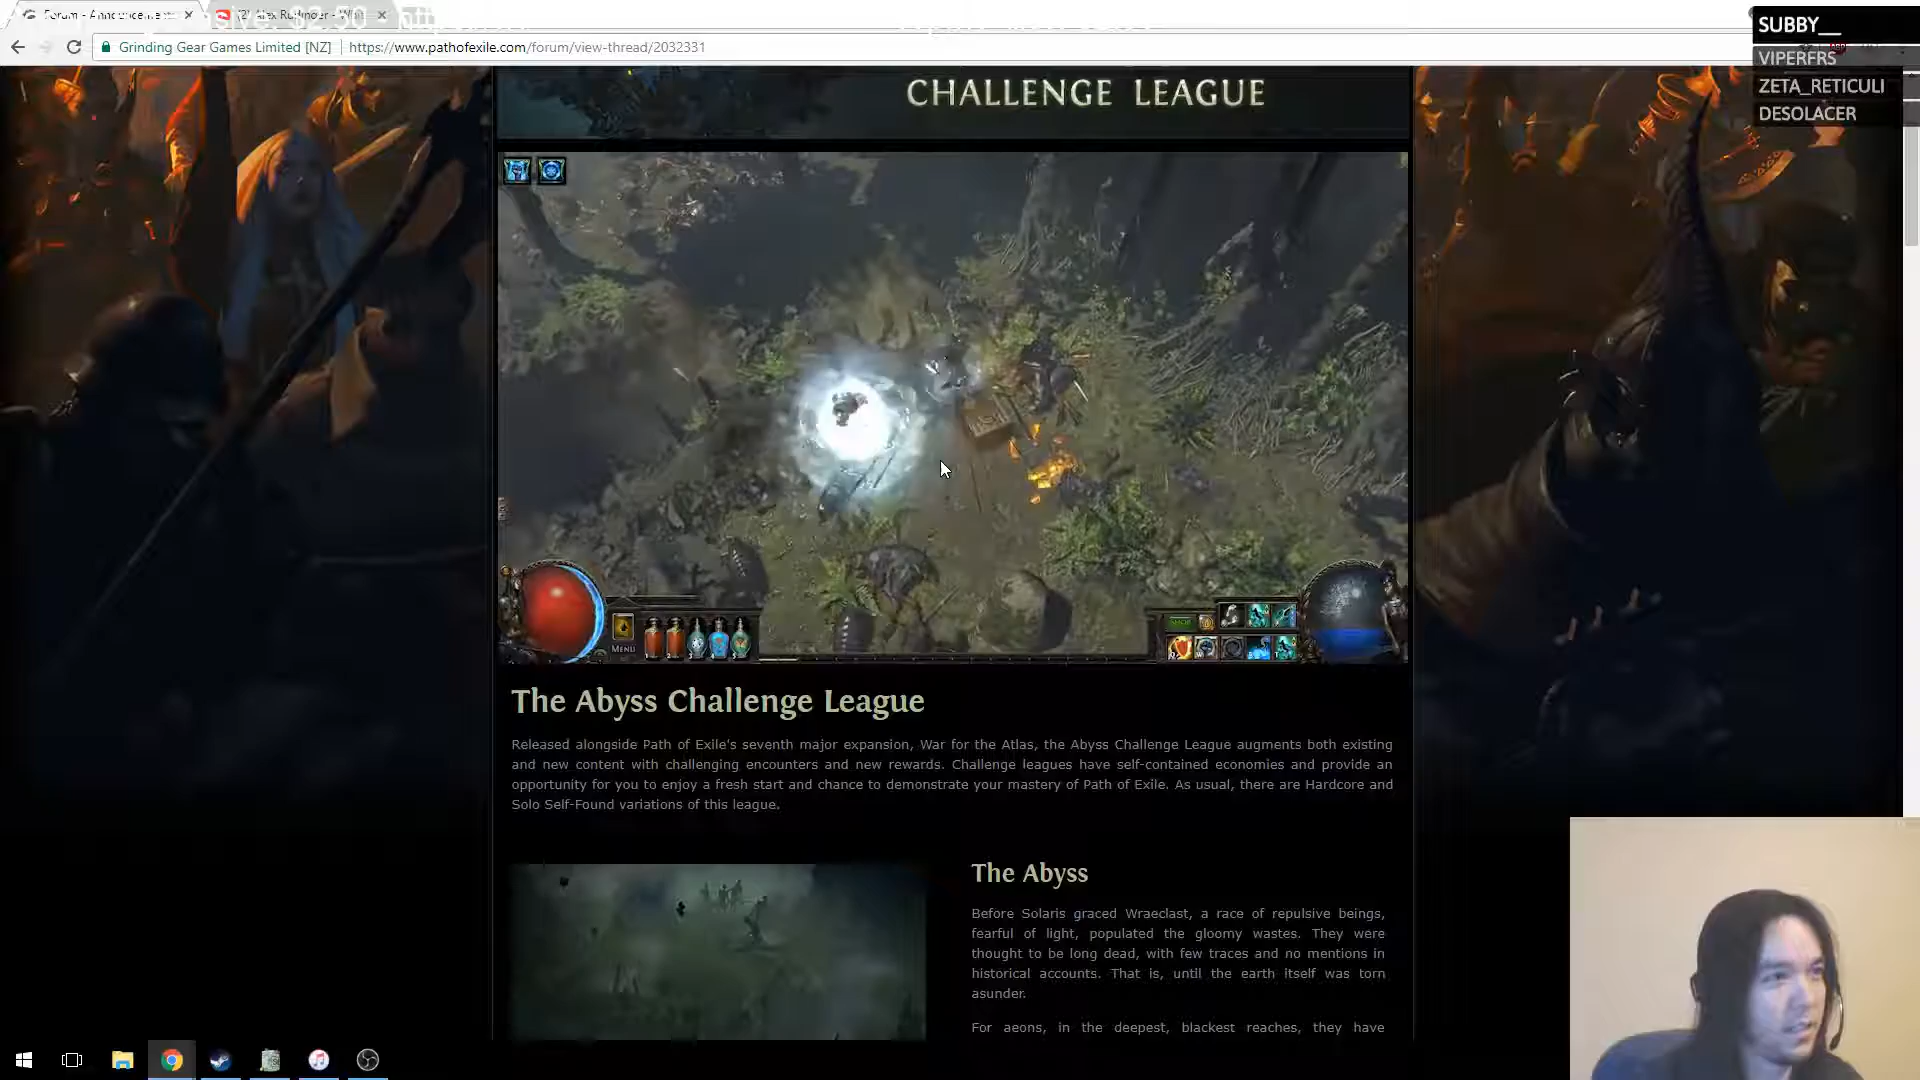 Forum - Announcements
Grinding Gear Games Limited [NZ] https://www.pathofexile.com/forum/view-thread/2032331
SUBBY__
VIPERFRS
ZETA_RETICULI
DESOLACER
CHALLENGE LEAGUE
MENU
SHOP
The Abyss Challenge League
Released alongside Path of Exile's seventh major expansion, War for the Atlas, the Abyss Challenge League augments both existing
and new content with challenging encounters and new rewards. Challenge leagues have self-contained economies and provide an
opportunity for you to enjoy a fresh start and chance to demonstrate your mastery of Path of Exile. As usual, there are Hardcore and
Solo Self-Found variations of this league.
The Abyss
Before Solaris graced Wraeclast, a race of repulsive beings,
fearful of light, populated the gloomy wastes. They were
thought to be long dead, with few traces and no mentions in
historical accounts. That is, until the earth itself was torn
asunder.
For aeons, in the deepest, blackest reaches, they have